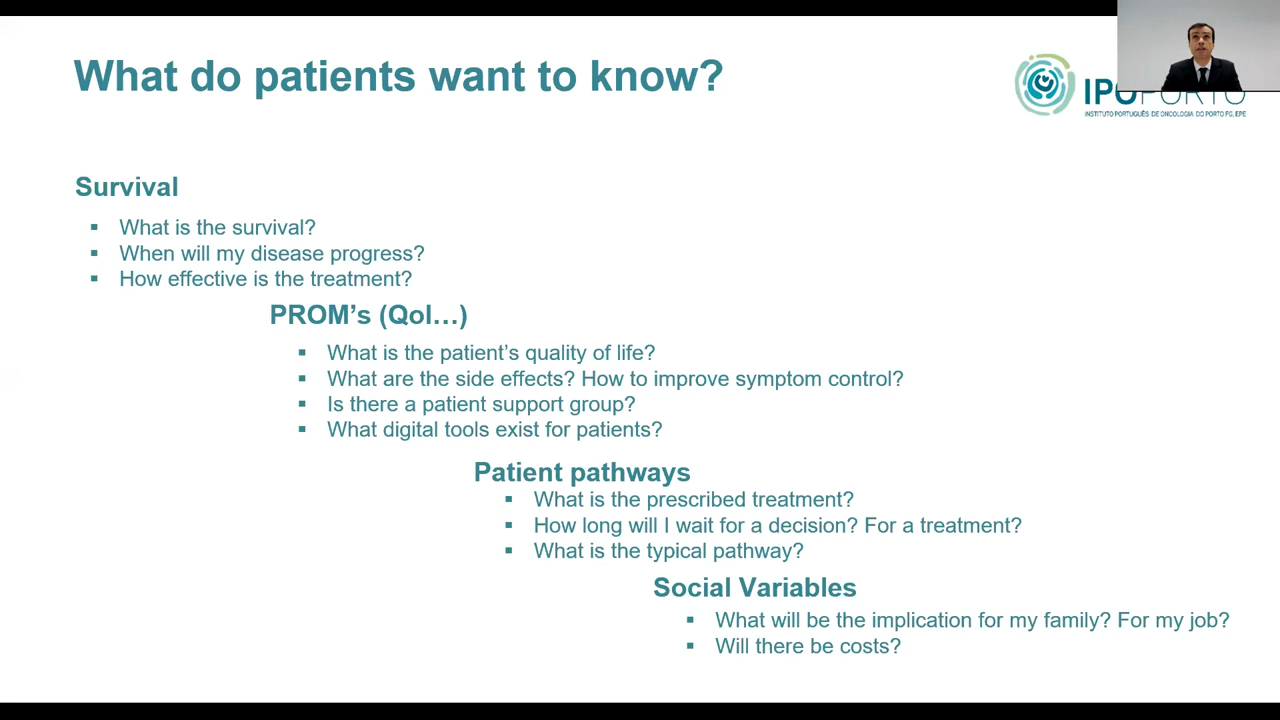 What do patients want to know?
IPOPORTO
INSTITUTO PORTUGUÊS DE ONCOLOGIA DO PORTO FG, EPE
Survival
▪ What is the survival?
▪ When will my disease progress?
▪ How effective is the treatment?
PROM’s (Qol…)
▪ What is the patient’s quality of life?
▪ What are the side effects? How to improve symptom control?
▪ Is there a patient support group?
▪ What digital tools exist for patients?
Patient pathways
▪ What is the prescribed treatment?
▪ How long will I wait for a decision? For a treatment?
▪ What is the typical pathway?
Social Variables
▪ What will be the implication for my family? For my job?
▪ Will there be costs?